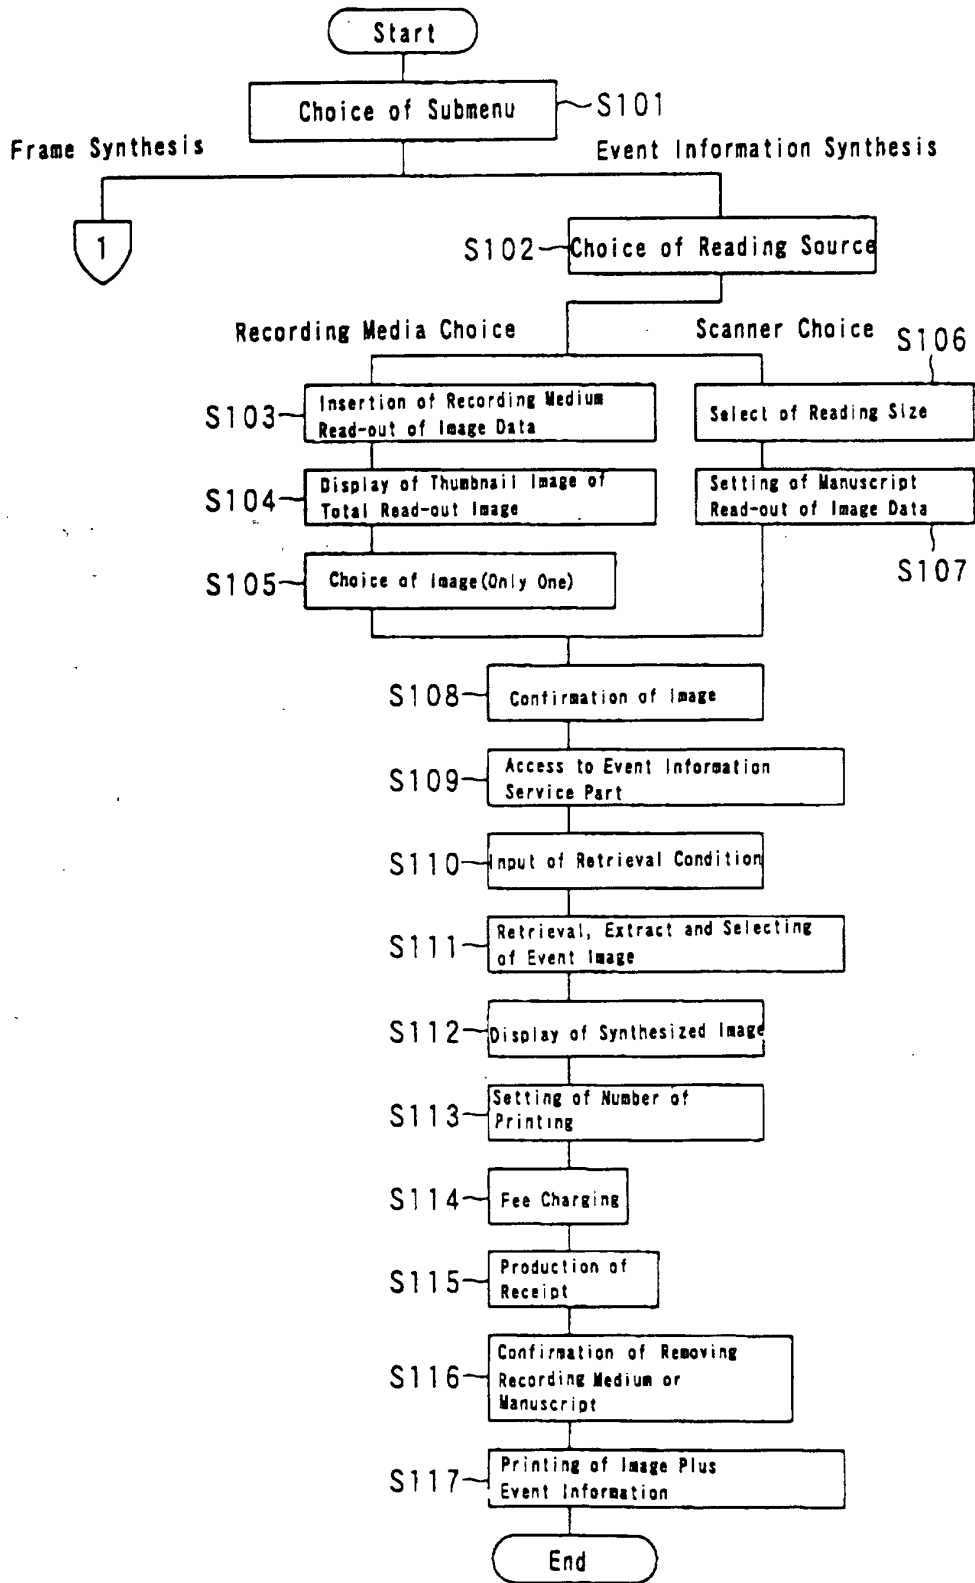 Start
Choice of Submenu
S101
Frame Synthesis
Event Information Synthesis
1
S102
Choice of Reading Source
Recording Media Choice
Scanner Choice
S106
S103
Insertion of Recording Medium
Read-out of Image Data
Select of Reading Size
S104
Display of Thumbnail Image of
Total Read-out Image
Setting of Manuscript
Read-out of Image Data
S107
S105
Choice of Image(Only One)
S108
Confirmation of Image
S109
Access to Event Information
Service Part
S110
Input of Retrieval Condition
S111
Retrieval, Extract and Selecting
of Event Image
S112
Display of Synthesized Image
S113
Setting of Number of
Printing
S114
Fee Charging
S115
Production of
Receipt
S116
Confirmation of Removing
Recording Medium or
Manuscript
S117
Printing of Image Plus
Event Information
End